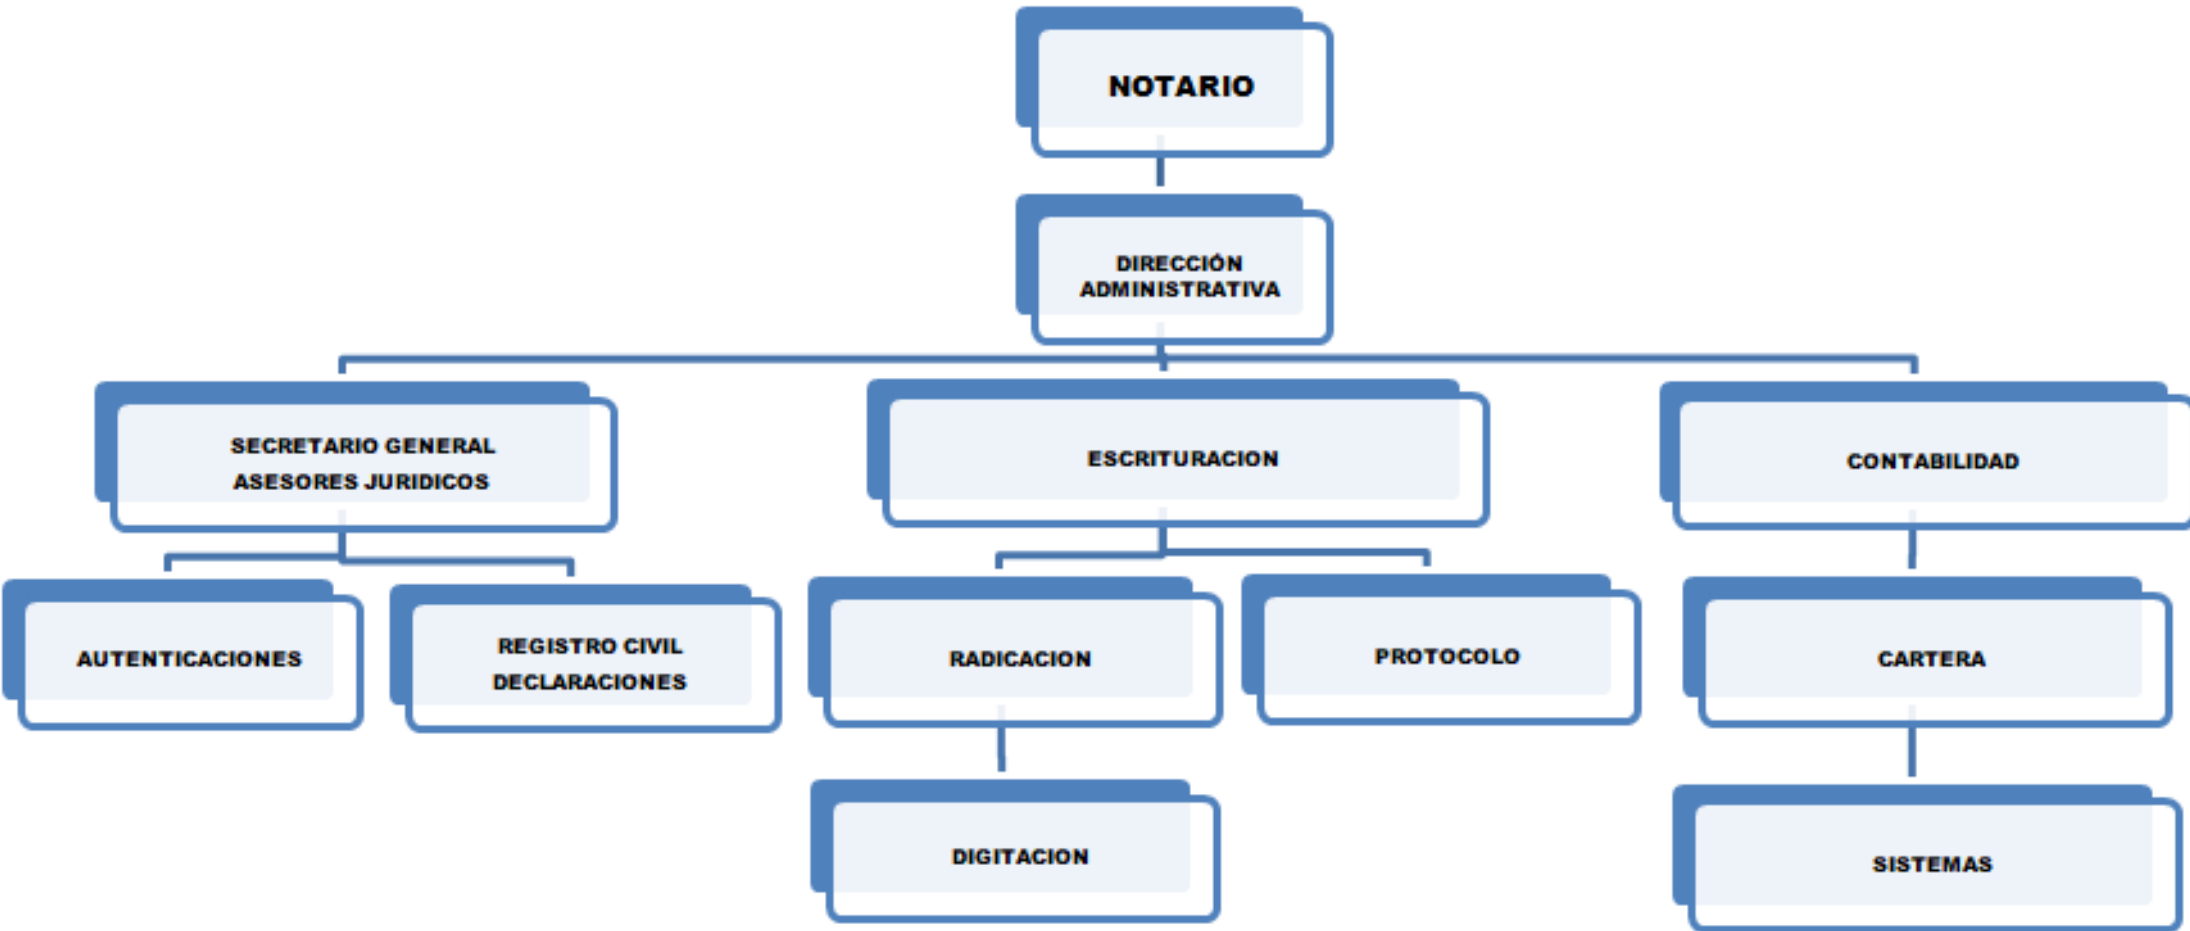 NOTARIO
DIRECCIÓN
ADMINISTRATIVA
SECRETARIO GENERAL
ASESORES JURIDICOS
ESCRITURACION
CONTABILIDAD
AUTENTICACIONES
REGISTRO CIVIL
DECLARACIONES
RADICACION
PROTOCOLO
CARTERA
DIGITACION
SISTEMAS